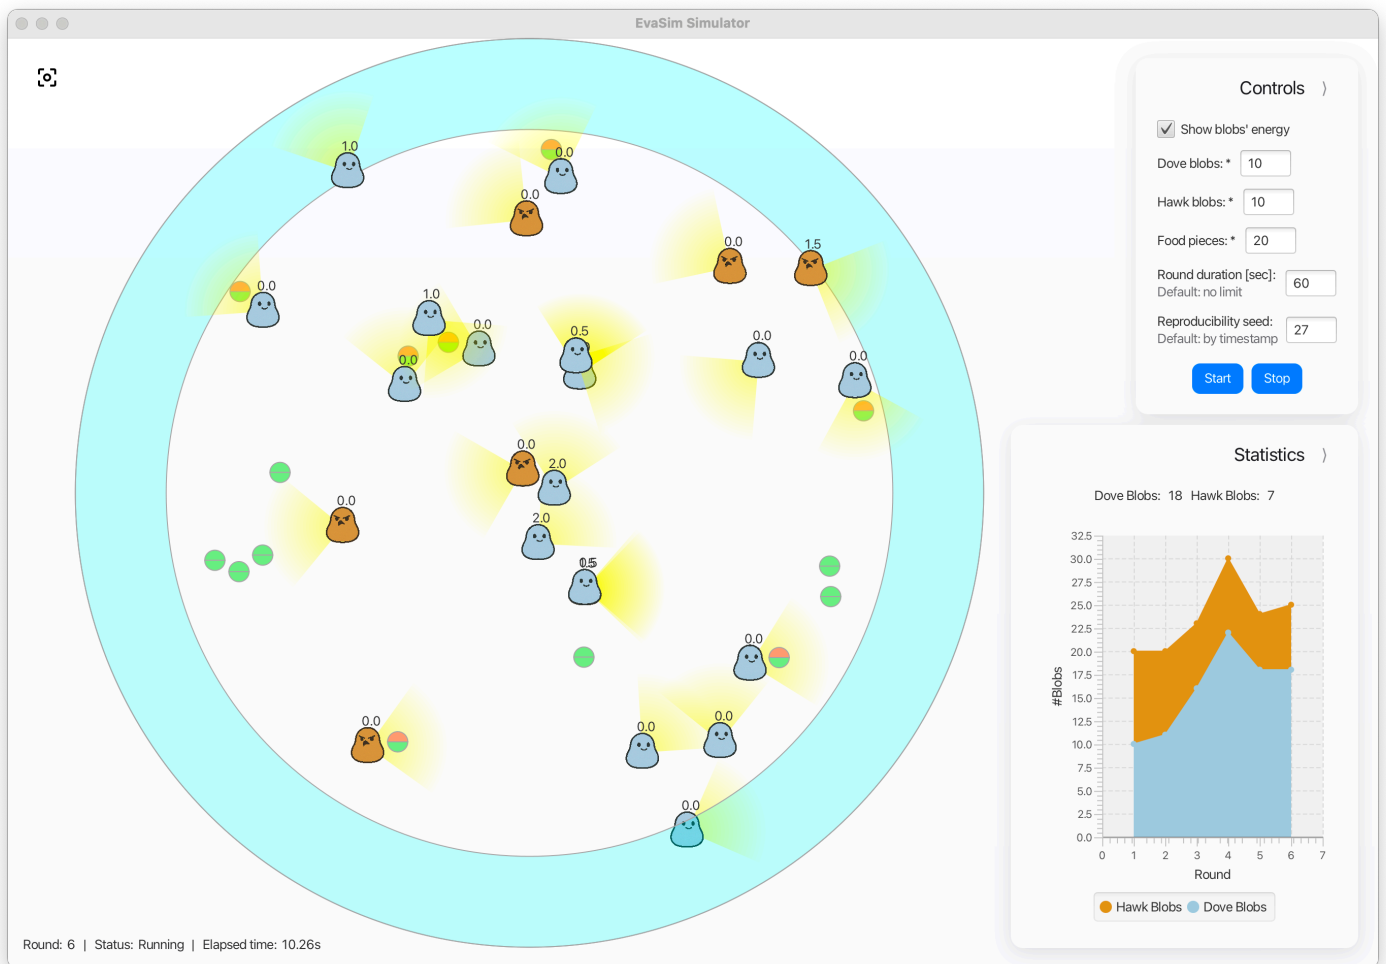 EvaSim Simulator
Controls
Show blobs' energy
Dove blobs: * 10
Hawk blobs: * 10
Food pieces: * 20
Round duration [sec]: 60
Default: no limit
Reproducibility seed: 27
Default: by timestamp
Start Stop
1.0
0.0
0.0
0.0
1.5
0.0
1.0
0.0
0.0
0.5
0.0
0.0
0.0
2.0
0.0
2.0
0.0
0.0
0.0
0.0
0.0
Statistics
Dove Blobs: 18 Hawk Blobs: 7
32.5
30.0
27.5
25.0
22.5
20.0
17.5
15.0
12.5
10.0
7.5
5.0
2.5
0.0
#Blobs
0 1 2 3 4 5 6 7
Round
Hawk Blobs Dove Blobs
Round: 6 | Status: Running | Elapsed time: 10.26s